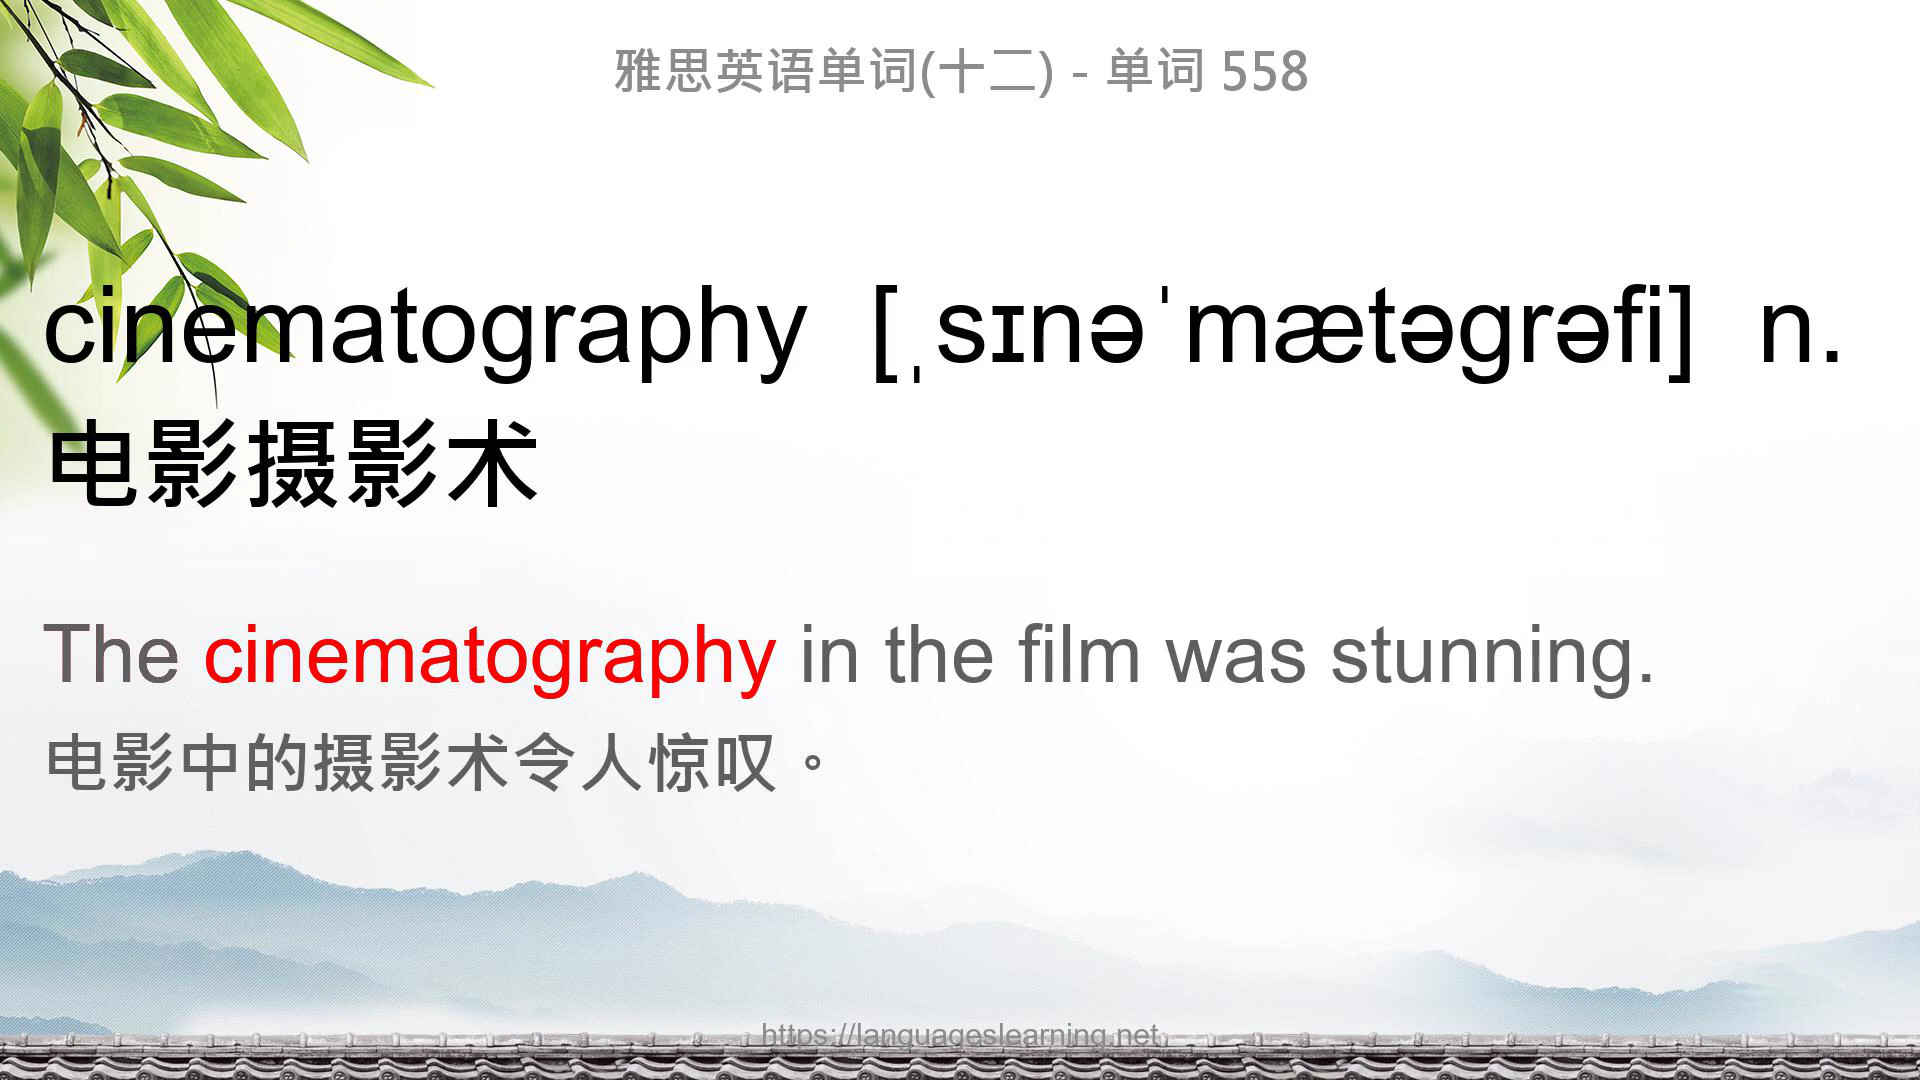 雅思英语单词(十二) - 单词 558
cinematography [ˌsɪnəˈmætəɡrəfi] n.
电影摄影术
The cinematography in the film was stunning.
电影中的摄影术令人惊叹。
https://languageslearning.net